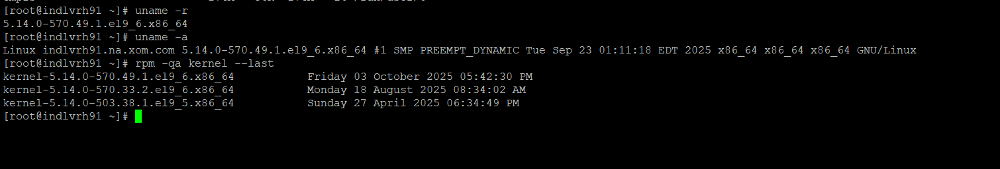 [root@indlvrh91 ~]# uname -r
5.14.0-570.49.1.el9_6.x86_64
[root@indlvrh91 ~]# uname -a
Linux indlvrh91.na.xom.com 5.14.0-570.49.1.el9_6.x86_64 #1 SMP PREEMPT_DYNAMIC Tue Sep 23 01:11:18 EDT 2025 x86_64 x86_64 x86_64 GNU/Linux
[root@indlvrh91 ~]# rpm -qa kernel --last
kernel-5.14.0-570.49.1.el9_6.x86_64 Friday 03 October 2025 05:42:30 PM
kernel-5.14.0-570.33.2.el9_6.x86_64 Monday 18 August 2025 08:34:02 AM
kernel-5.14.0-503.38.1.el9_5.x86_64 Sunday 27 April 2025 06:34:49 PM
[root@indlvrh91 ~]#